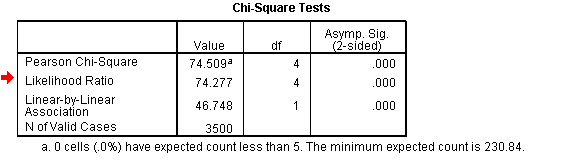 Chi-Square Tests
Value df Asymp. Sig. (2-sided)
Pearson Chi-Square 74.509a 4 .000
Likelihood Ratio 74.277 4 .000
Linear-by-Linear Association 46.748 1 .000
N of Valid Cases 3500
a. 0 cells (.0%) have expected count less than 5. The minimum expected count is 230.84.